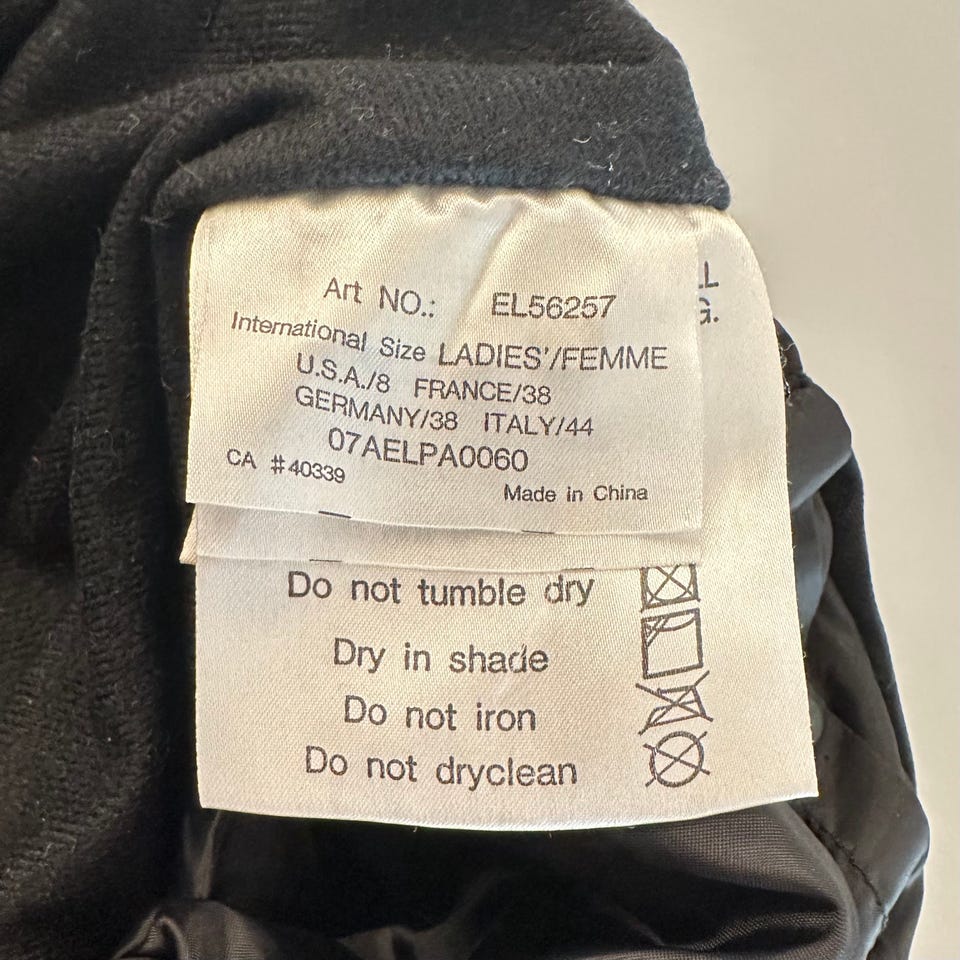 Art NO.: EL56257
International Size LADIES'/FEMME
U.S.A./8 FRANCE/38
GERMANY/38 ITALY/44
07AELPA0060
CA #40339
Made in China
Do not tumble dry
Dry in shade
Do not iron
Do not dryclean